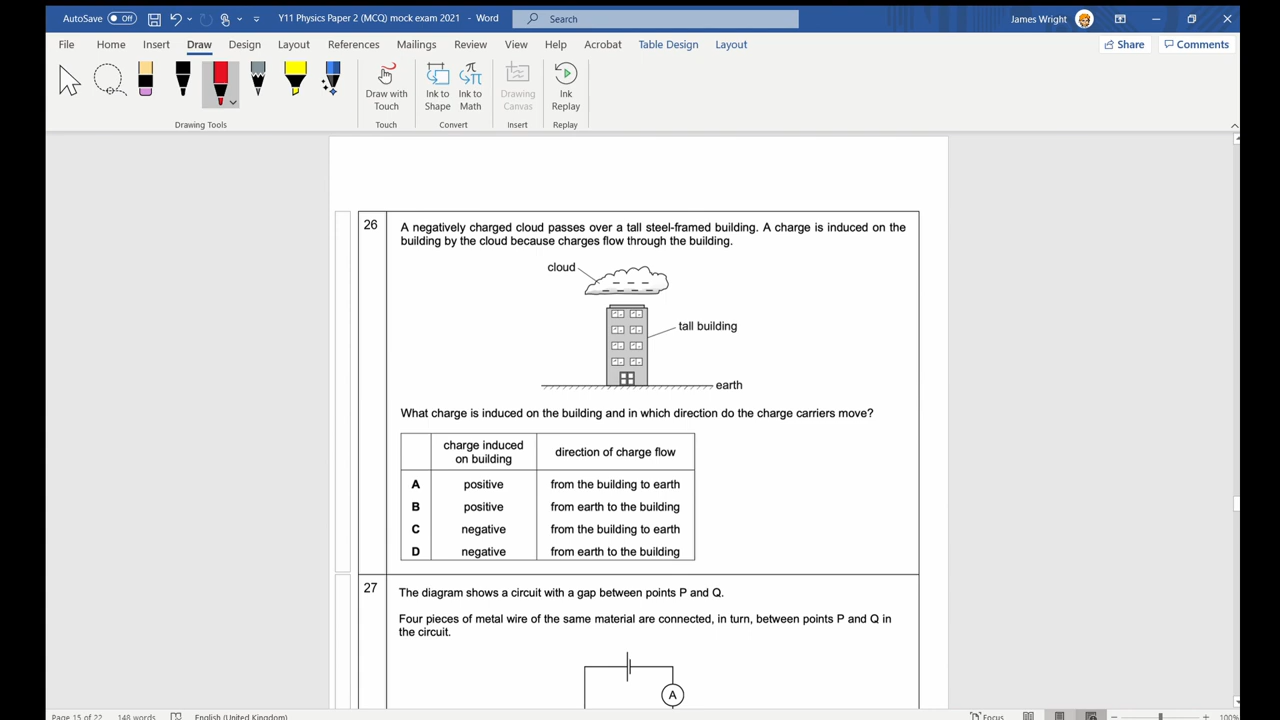 AutoSave Off Y11 Physics Paper 2 (MCQ) mock exam 2021 - Word Search James Wright
File Home Insert Draw Design Layout References Mailings Review View Help Acrobat Table Design Layout Share Comments
Draw with Touch
Ink to Shape
Ink to Math
Drawing Canvas
Ink Replay
Drawing Tools Touch Convert Insert Replay
26
A negatively charged cloud passes over a tall steel-framed building. A charge is induced on the
building by the cloud because charges flow through the building.
cloud
tall building
earth
What charge is induced on the building and in which direction do the charge carriers move?
charge induced
on building
direction of charge flow
A positive from the building to earth
B positive from earth to the building
C negative from the building to earth
D negative from earth to the building
27
The diagram shows a circuit with a gap between points P and Q.
Four pieces of metal wire of the same material are connected, in turn, between points P and Q in
the circuit.
A
Page 15 of 22 148 words English (United Kingdom) Focus 100%